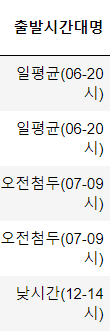 출발시간대명
일평균(06-20
시)
일평균(06-20
시)
오전첨두(07-09
시)
오전첨두(07-09
시)
낮시간(12-14
시)